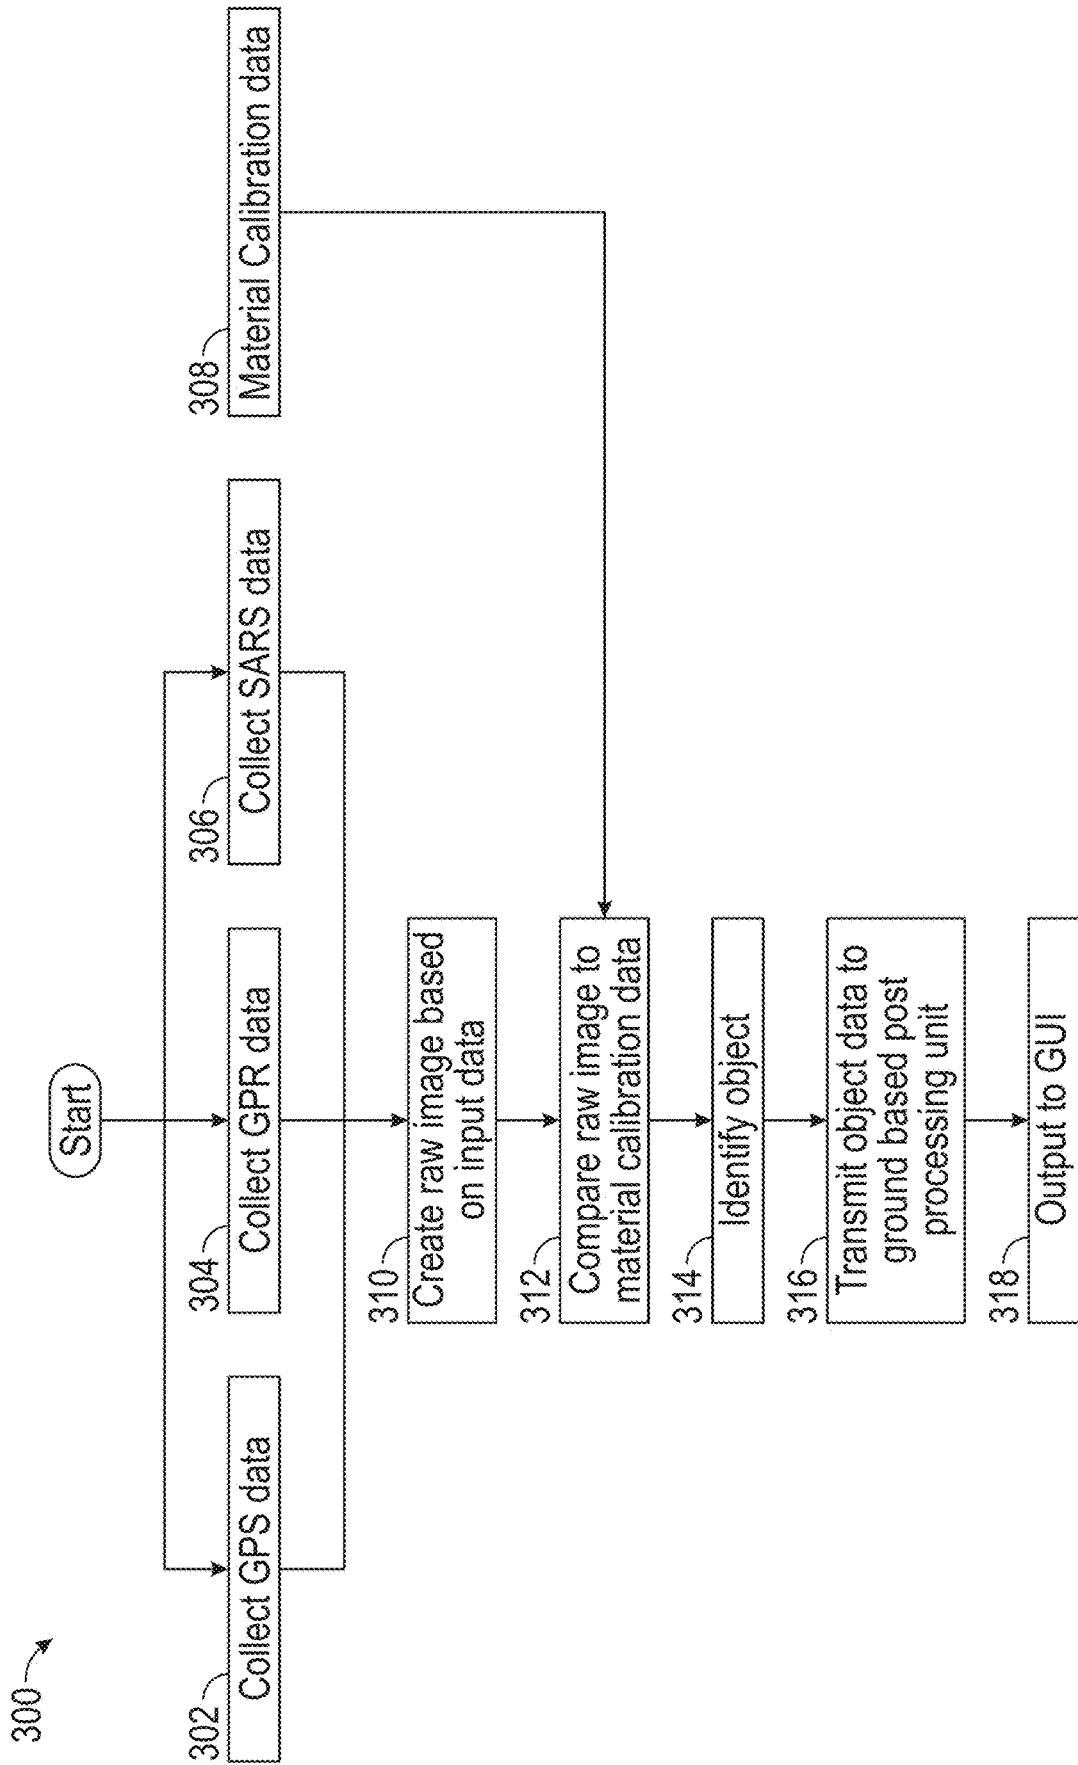 300
Start
302
Collect GPS data
304
Collect GPR data
306
Collect SARS data
308
Material Calibration data
310
Create raw image based
on input data
312
Compare raw image to
material calibration data
314
Identify object
316
Transmit object data to
ground based post
processing unit
318
Output to GUI